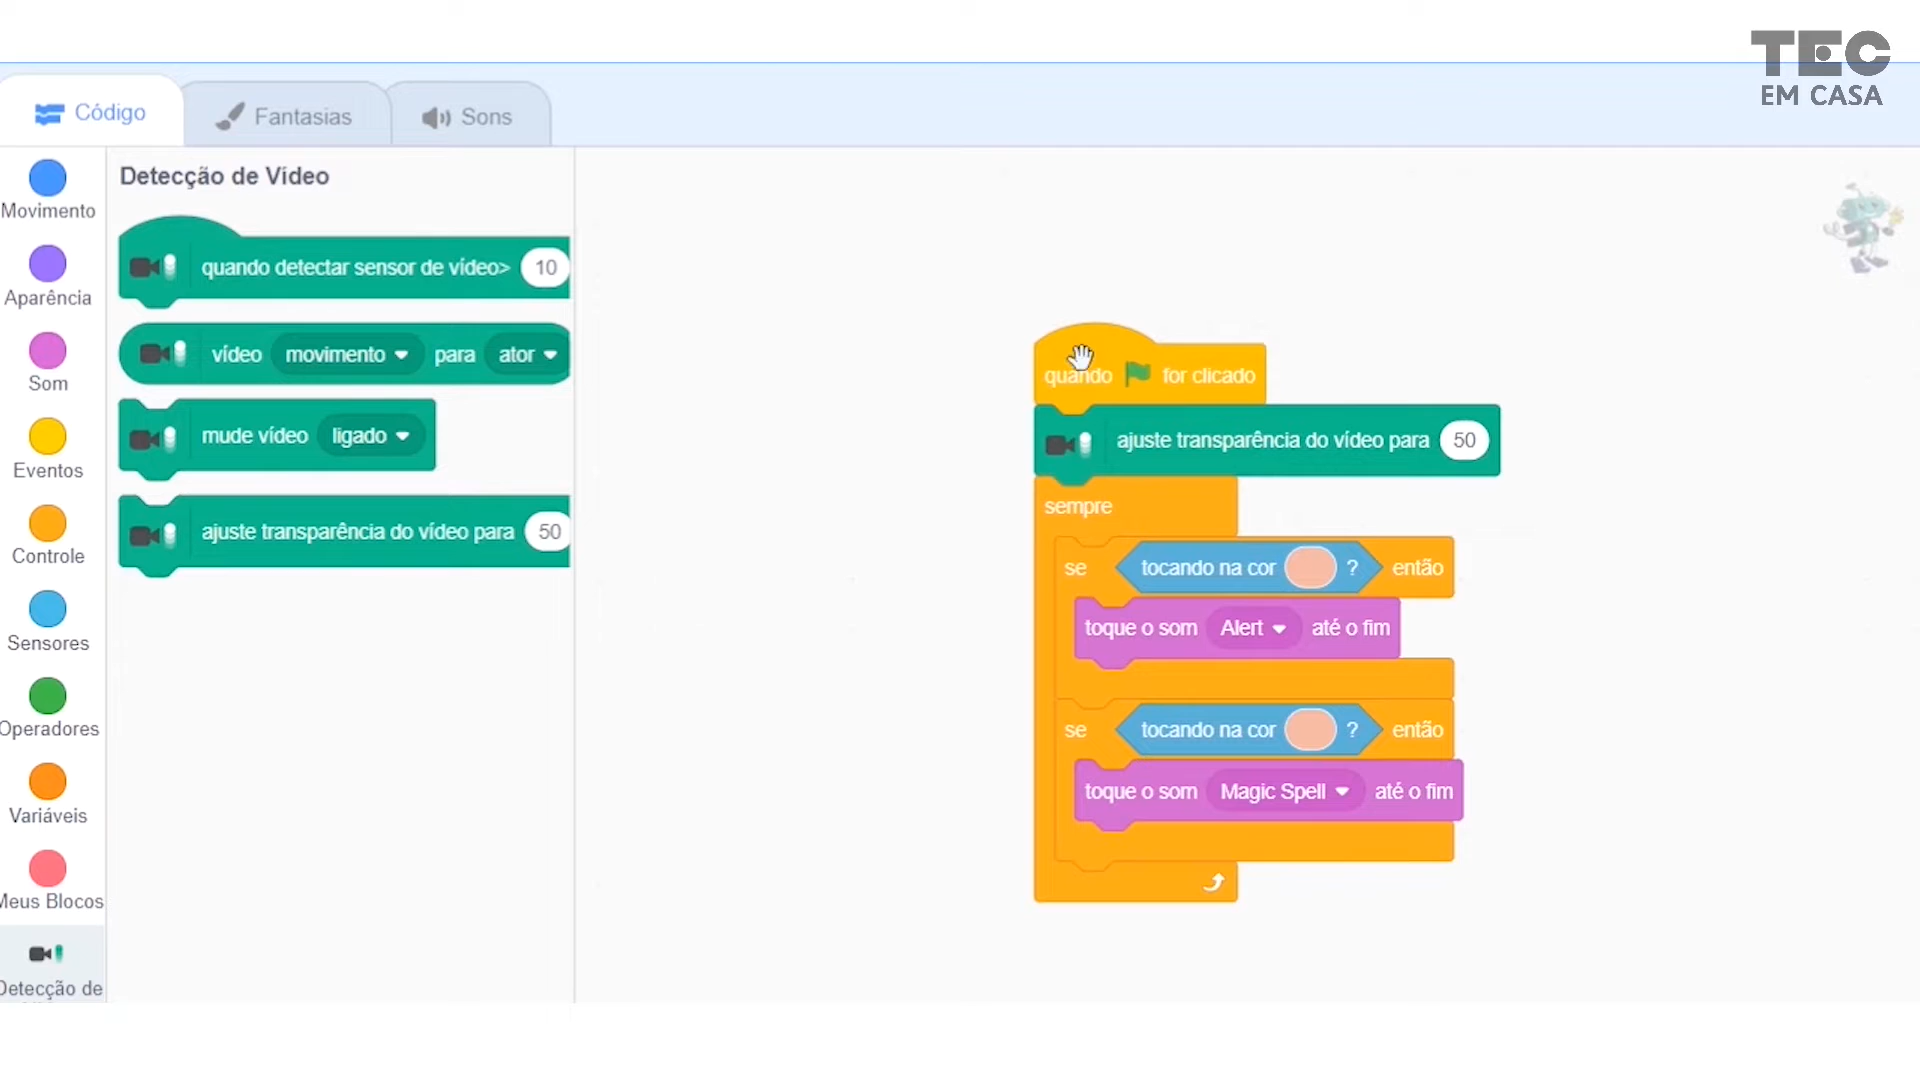 TEC
EM CASA
Código
Fantasias
Sons
Movimento
Aparência
Som
Eventos
Controle
Sensores
Operadores
Variáveis
Meus Blocos
Detecção de
Detecção de Vídeo
quando detectar sensor de vídeo> 10
vídeo movimento para ator
mude vídeo ligado
ajuste transparência do vídeo para 50
quando for clicado
ajuste transparência do vídeo para 50
sempre
se tocando na cor ? então
toque o som Alert até o fim
se tocando na cor ? então
toque o som Magic Spell até o fim